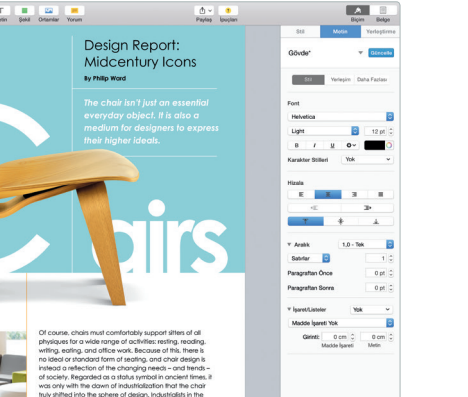 Şekil
Ortamlar
Yorum
Paylaş
İpuçları
Biçim
Belge
Stil
Metin
Yerleştirme
Gövde*
Güncelle
Stil
Yerleşim
Daha Fazlası
Font
Helvetica
Light
12 pt
B I U
Karakter Stilleri
Yok
Hizala
Aralık
1,0 - Tek
Satırlar
1
Paragraftan Önce
0 pt
Paragraftan Sonra
0 pt
İşaret/Listeler
Yok
Madde İşareti Yok
Girinti:
0 cm
0 cm
Madde İşareti
Metin
Design Report:
Midcentury Icons
By Philip Ward
The chair isn't just an essential
everyday object. It is also a
medium for designers to express
their higher ideals.
C
airs
Of course, chairs must comfortably support sitters of all
physiques for a wide range of activities: resting, reading,
writing, eating, and office work. Because of this, there is
no ideal or standard form of seating, and chair design is
instead a reflection of the changing needs – and trends –
of society. Regarded as a status symbol in ancient times, it
was only with the dawn of industrialization that the chair
truly shifted into the sphere of design. Industrialists in the